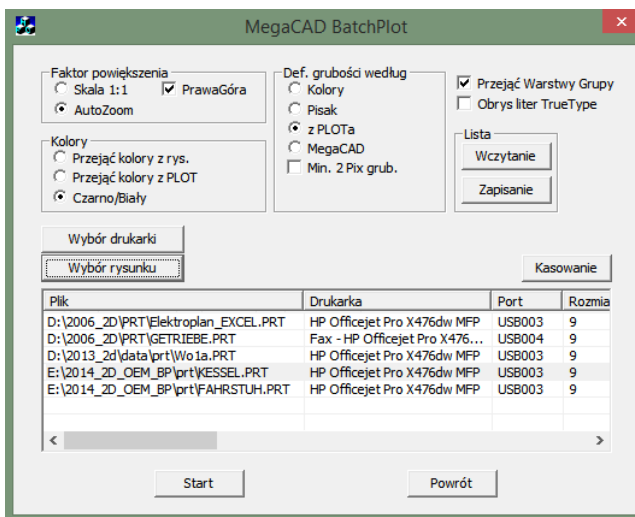 MegaCAD BatchPlot
Faktor powiększenia
Skala 1:1
PrawaGóra
AutoZoom
Kolory
Przejąć kolory z rys.
Przejąć kolory z PLOT
Czarno/Biały
Def. grubości według
Kolory
Pisak
z PLOTa
MegaCAD
Min. 2 Pix grub.
Przejąć Warstwy Grupy
Obrys liter TrueType
Lista
Wczytanie
Zapisanie
Wybór drukarki
Wybór rysunku
Kasowanie
Plik Drukarka Port Rozmia
D:\2006_2D\PRT\Elektroplan_EXCEL.PRT HP Officejet Pro X476dw MFP USB003 9
D:\2006_2D\PRT\GETRIEBE.PRT Fax - HP Officejet Pro X476... USB004 9
D:\2013_2d\data\prt\Wo1a.PRT HP Officejet Pro X476dw MFP USB003 9
E:\2014_2D_OEM_BP\prt\KESSEL.PRT HP Officejet Pro X476dw MFP USB003 9
E:\2014_2D_OEM_BP\prt\FAHRSTUH.PRT HP Officejet Pro X476dw MFP USB003 9
Start
Powrót